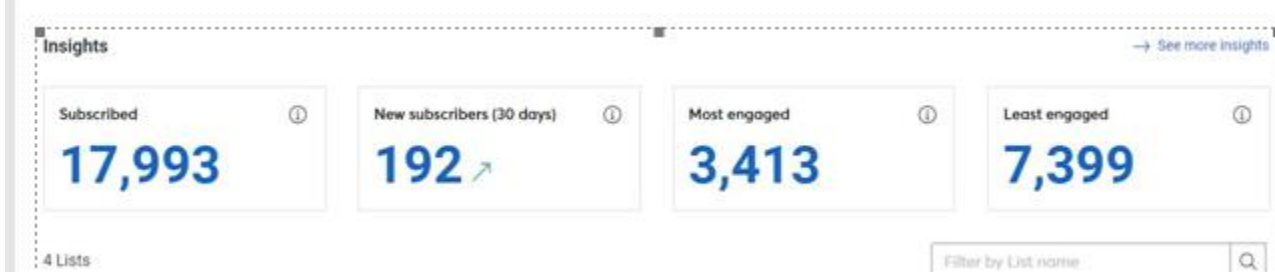 Insights
→ See more insights
Subscribed
New subscribers (30 days)
Most engaged
Least engaged
17,993
192
3,413
7,399
4 Lists
Filter by List name